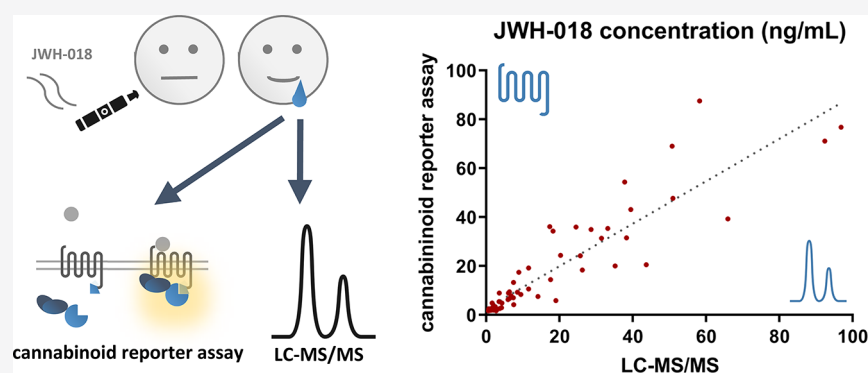 JWH-018
cannabinoid reporter assay
LC-MS/MS
JWH-018 concentration (ng/mL)
cannabininoid reporter assay
100
80
60
40
20
0
0
20
40
60
80
100
LC-MS/MS